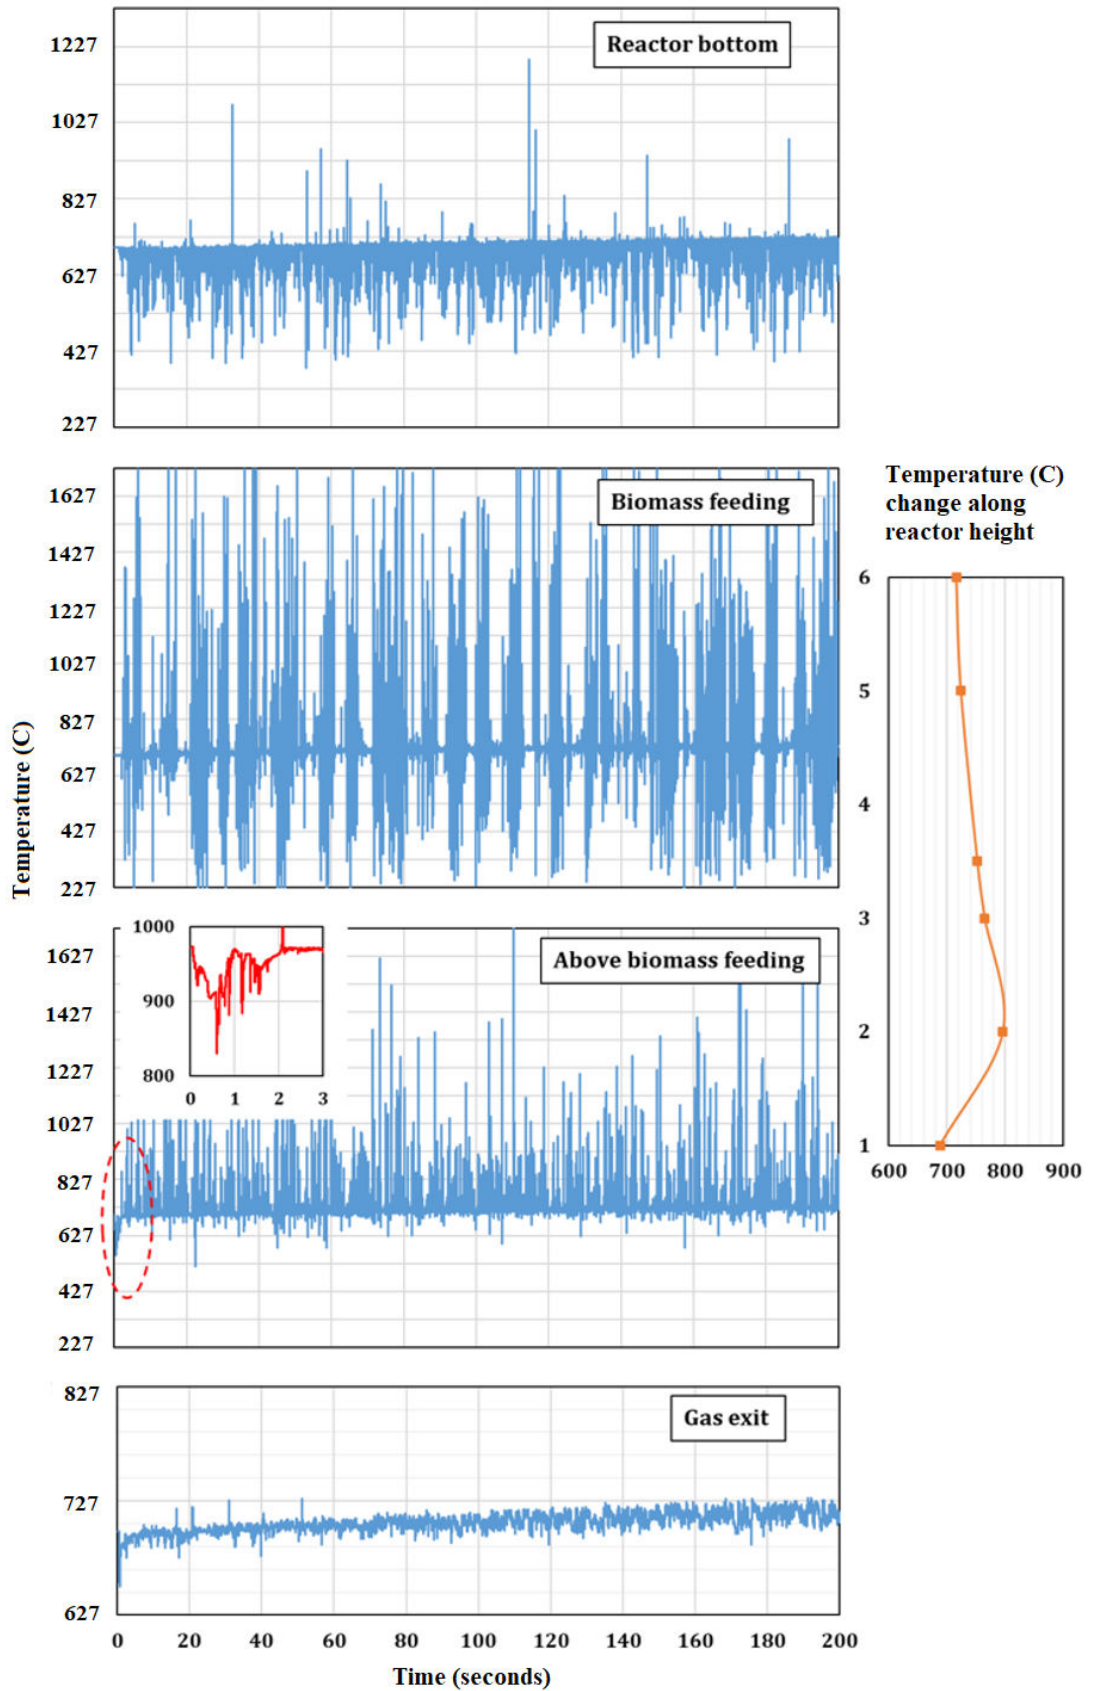 Reactor bottom
1227
1027
827
627
427
227
Biomass feeding
1627
1427
1227
1027
827
627
427
227
Temperature (C)
Temperature (C)
change along
reactor height
6
5
4
3
2
1
600 700 800 900
Above biomass feeding
1000
900
800
0 1 2 3
1627
1427
1227
1027
827
627
427
227
Gas exit
827
727
627
0 20 40 60 80 100 120 140 160 180 200
Time (seconds)